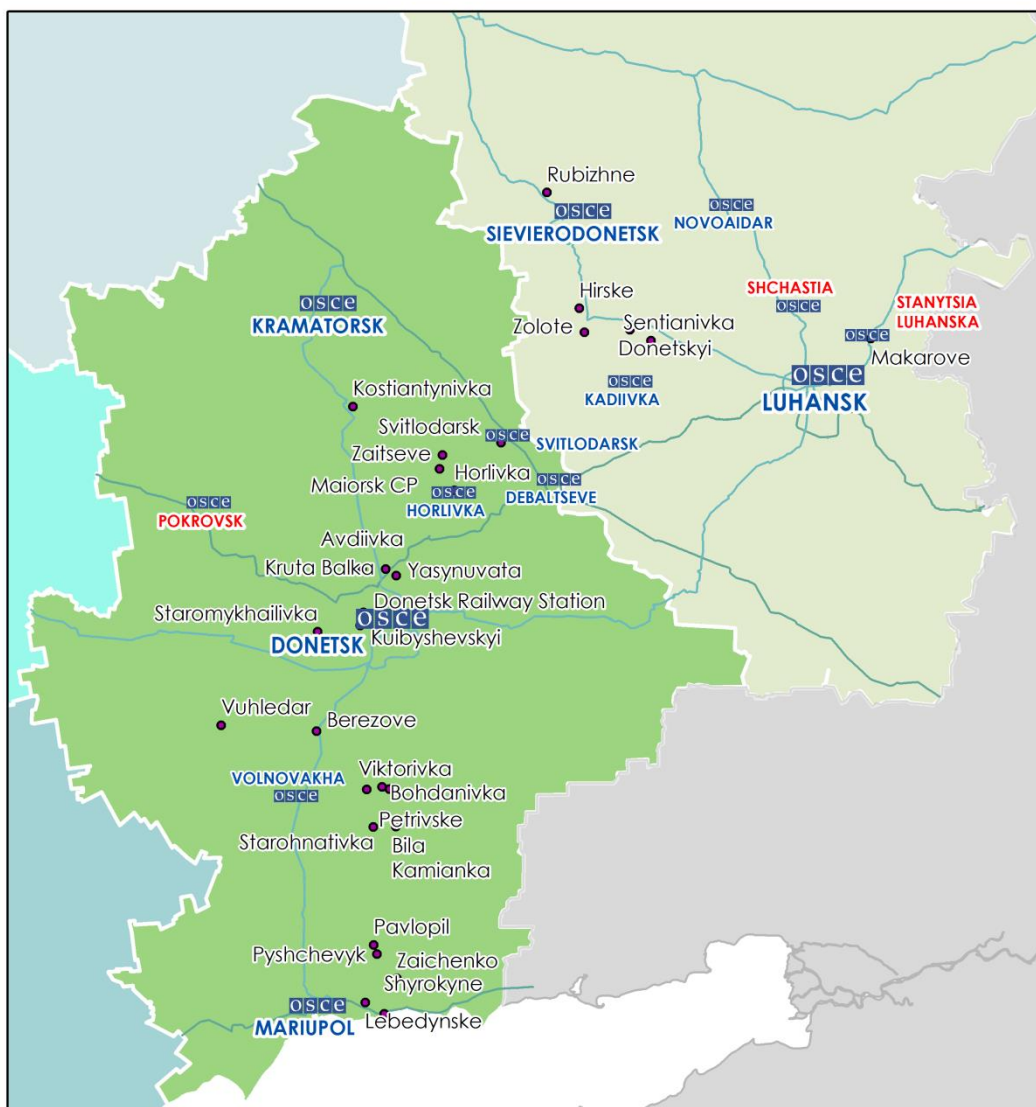 Rubizhne
osce
SIEVIERODONETSK
osce
NOVOAIDAR
osce
KRAMATORSK
Hirske
Zolote
Sentianivka
Donetskyi
SHCHASTIA
osce
STANYTSIA
LUHANSKA
osce
Makarove
osce
KADIIVKA
osce
LUHANSK
Kostiantynivka
Svitlodarsk
osce
SVITLODARSK
Zaitseve
Maiorsk CP
Horlivka
osce
HORLIVKA
osce
DEBALTSEVE
osce
POKROVSK
Avdiivka
Kruta Balka
Yasynuvata
Donetsk Railway Station
Staromykhailivka
osce
DONETSK
Kuibyshevskyi
Vuhledar
Berezove
VOLNOVAKHA
osce
Viktorivka
Bohdanivka
Petrivske
Starohnativka
Bila
Kamianka
Pavlopil
Pyshchevyk
Zaichenko
Shyrokyne
osce
MARIUPOL
Lebedynske